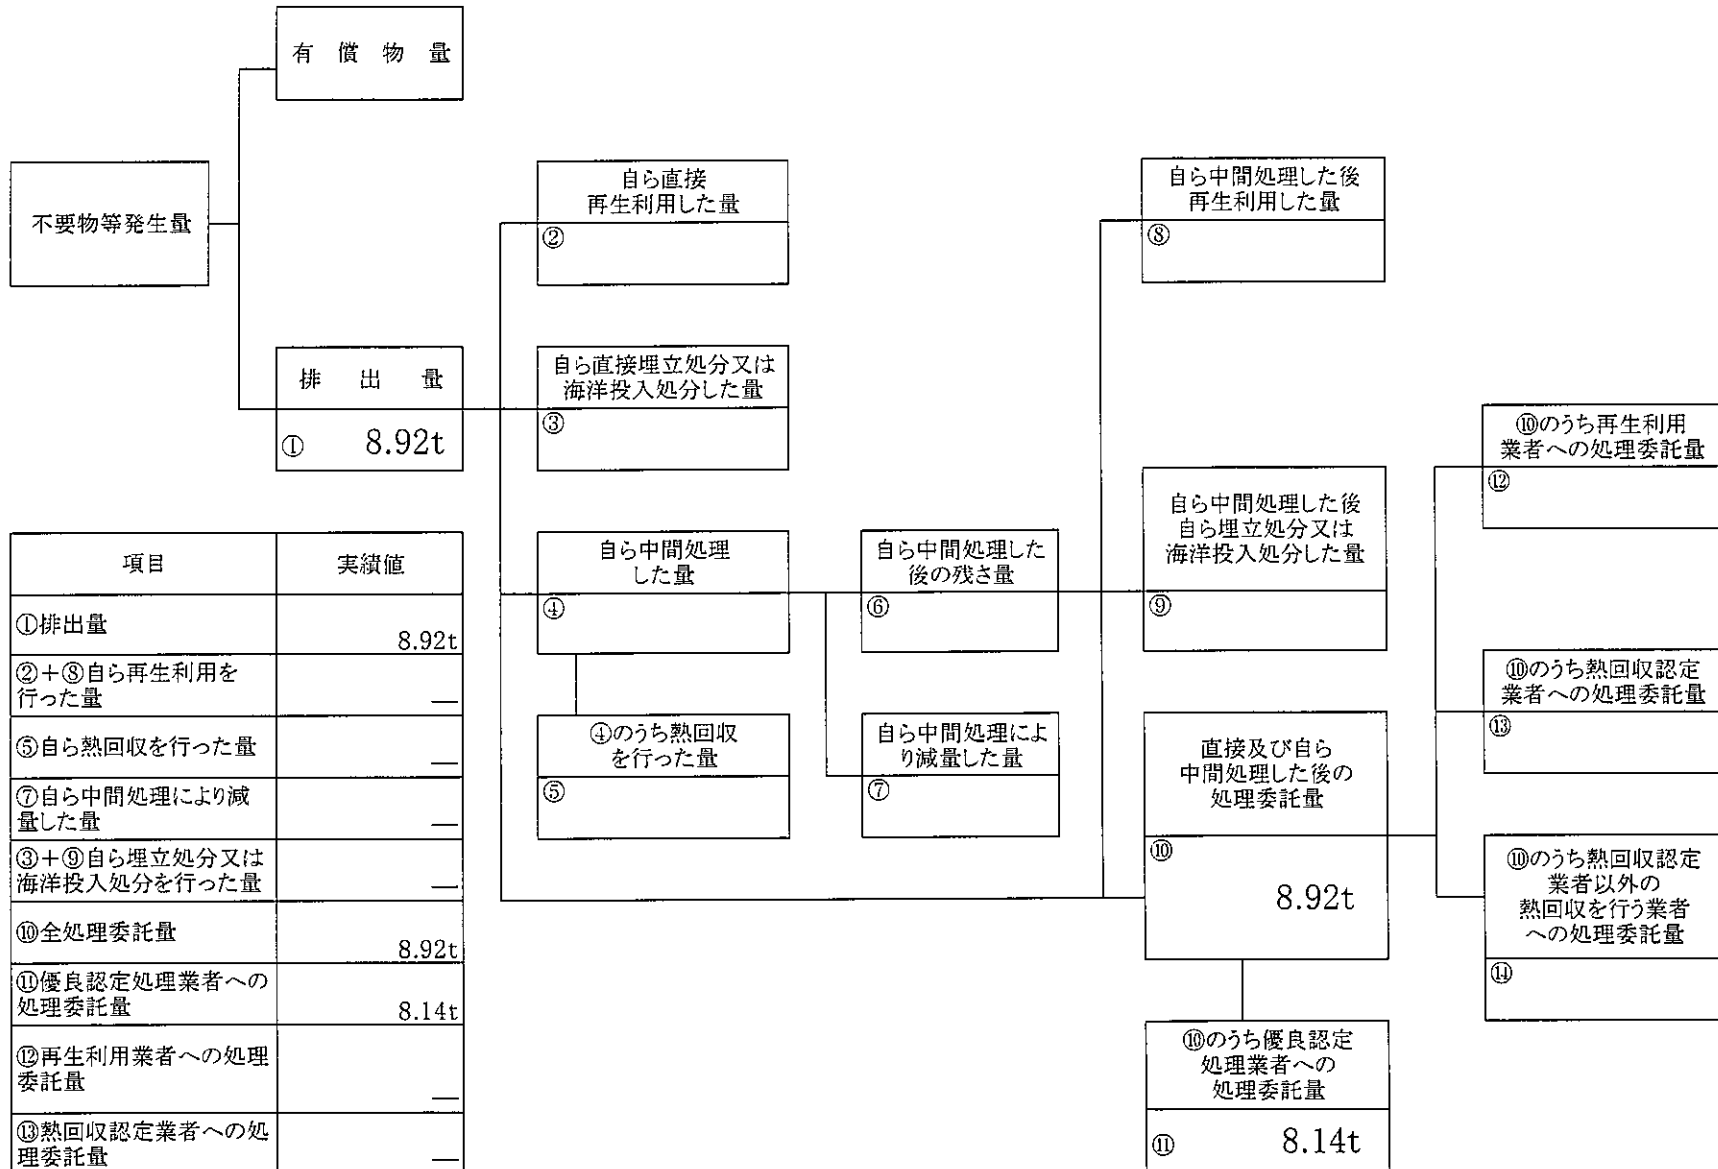 有償物量
不要物等発生量
排出量
① 8.92t
自ら直接
再生利用した量
②
自ら直接埋立処分又は
海洋投入処分した量
③
自ら中間処理
した量
④
④のうち熱回収
を行った量
⑤
自ら中間処理した
後の残さ量
⑥
自ら中間処理によ
り減量した量
⑦
自ら中間処理した後
再生利用した量
⑧
自ら中間処理した後
自ら埋立処分又は
海洋投入処分した量
⑨
直接及び自ら
中間処理した後の
処理委託量
⑩
8.92t
⑩のうち優良認定
処理業者への
処理委託量
⑪ 8.14t
⑩のうち再生利用
業者への処理委託量
⑫
⑩のうち熱回収認定
業者への処理委託量
⑬
⑩のうち熱回収認定
業者以外の
熱回収を行う業者
への処理委託量
⑭
項目 実績値
①排出量
8.92t
②+⑧自ら再生利用を
行った量 —
⑤自ら熱回収を行った量 —
⑦自ら中間処理により減
量した量 —
③+⑨自ら埋立処分又は
海洋投入処分を行った量 —
⑩全処理委託量
8.92t
⑪優良認定処理業者への
処理委託量 8.14t
⑫再生利用業者への処理
委託量 —
⑬熱回収認定業者への処
理委託量 —